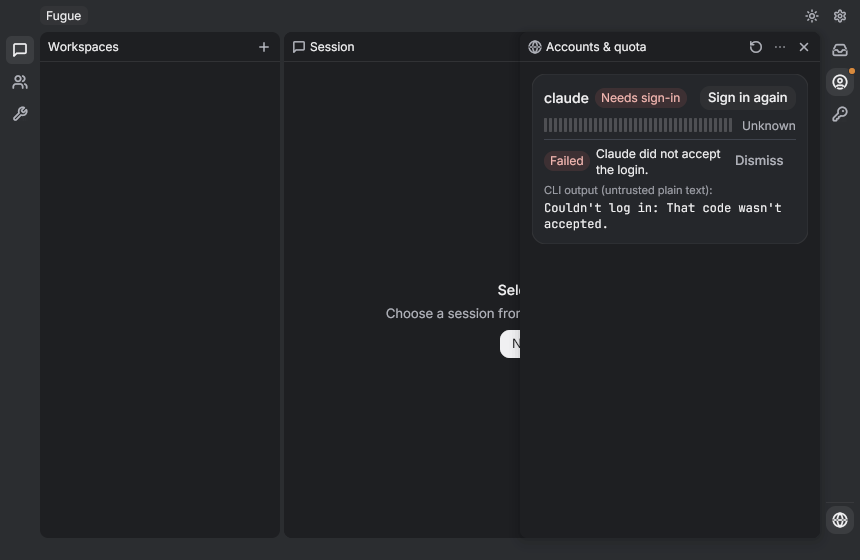 Fugue
Workspaces
Session
Accounts & quota
claude
Needs sign-in
Sign in again
Unknown
Failed
Claude did not accept
the login.
Dismiss
CLI output (untrusted plain text):
Couldn't log in: That code wasn't
accepted.
Choose a session